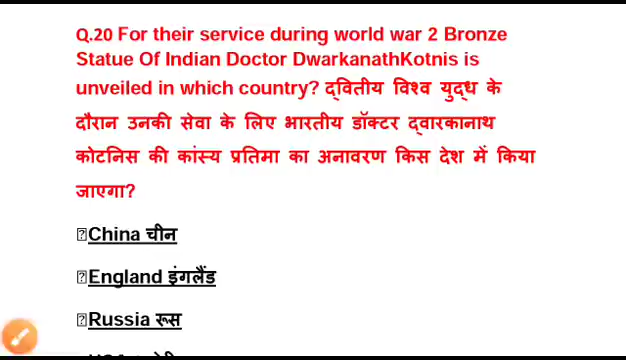 Q.20 For their service during world war 2 Bronze
Statue Of Indian Doctor DwarkanathKotnis is
unveiled in which country? द्वितीय विश्व युद्ध के
दौरान उनकी सेवा के लिए भारतीय डॉक्टर द्वारकानाथ
कोटनिस की कांस्य प्रतिमा का अनावरण किस देश में किया
जाएगा?
China चीन
England इंगलैंड
Russia रूस